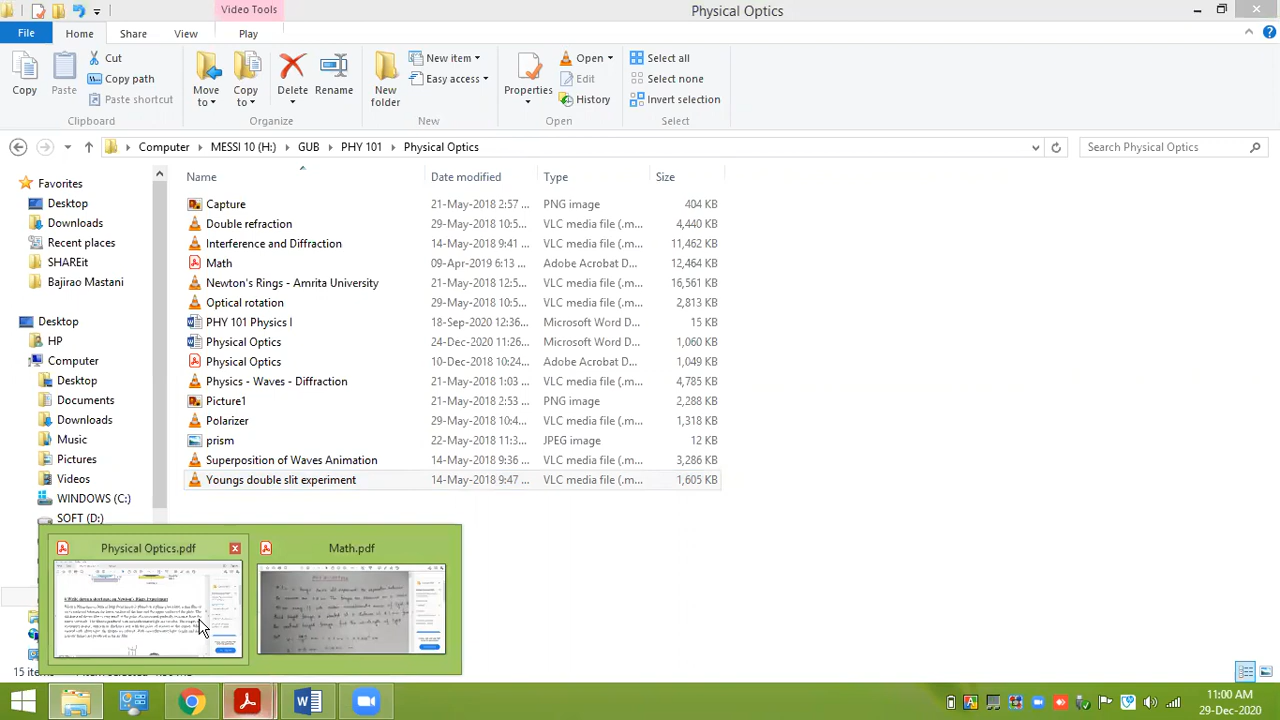 Video Tools
Physical Optics
File
Home
Share
View
Play
Copy
Paste
Cut
Copy path
Paste shortcut
Clipboard
Move to
Copy to
Delete
Rename
Organize
New folder
New item
Easy access
New
Properties
Open
Edit
History
Open
Select all
Select none
Invert selection
Select
Computer
MESSI 10 (H:)
GUB
PHY 101
Physical Optics
Search Physical Optics
Name Date modified Type Size
Capture 21-May-2018 2:57 ... PNG image 404 KB
Double refraction 29-May-2018 10:5... VLC media file (.m... 4,440 KB
Interference and Diffraction 14-May-2018 9:41 ... VLC media file (.m... 11,462 KB
Math 09-Apr-2019 6:13 ... Adobe Acrobat D... 12,464 KB
Newton's Rings - Amrita University 21-May-2018 12:5... VLC media file (.m... 16,561 KB
Optical rotation 29-May-2018 10:5... VLC media file (.m... 2,813 KB
PHY 101 Physics I 18-Sep-2020 12:36... Microsoft Word D... 15 KB
Physical Optics 24-Dec-2020 11:26... Microsoft Word D... 1,060 KB
Physical Optics 10-Dec-2018 10:24... Adobe Acrobat D... 1,049 KB
Physics - Waves - Diffraction 21-May-2018 1:03 ... VLC media file (.m... 4,785 KB
Picture1 21-May-2018 2:53 ... PNG image 2,288 KB
Polarizer 29-May-2018 10:4... VLC media file (.m... 1,318 KB
prism 22-May-2018 11:3... JPEG image 12 KB
Superposition of Waves Animation 14-May-2018 9:36 ... VLC media file (.m... 3,286 KB
Youngs double slit experiment 14-May-2018 9:47 ... VLC media file (.m... 1,605 KB
Favorites
Desktop
Downloads
Recent places
SHAREit
Bajirao Mastani
Desktop
HP
Computer
Desktop
Documents
Downloads
Music
Pictures
Videos
WINDOWS (C:)
SOFT (D:)
Physical Optics.pdf
Math.pdf
15 items
11:00 AM
29-Dec-2020